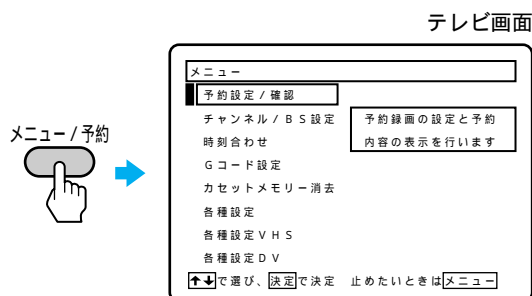 テレビ画面
メニュー / 予約
メニュー
予約設定 / 確認
チャンネル / BS設定
時刻合わせ
Gコード設定
カセットメモリー消去
各種設定
各種設定VHS
各種設定DV
予約録画の設定と予約
内容の表示を行います
↑↓で選び、決定で決定 止めたいときはメニュー